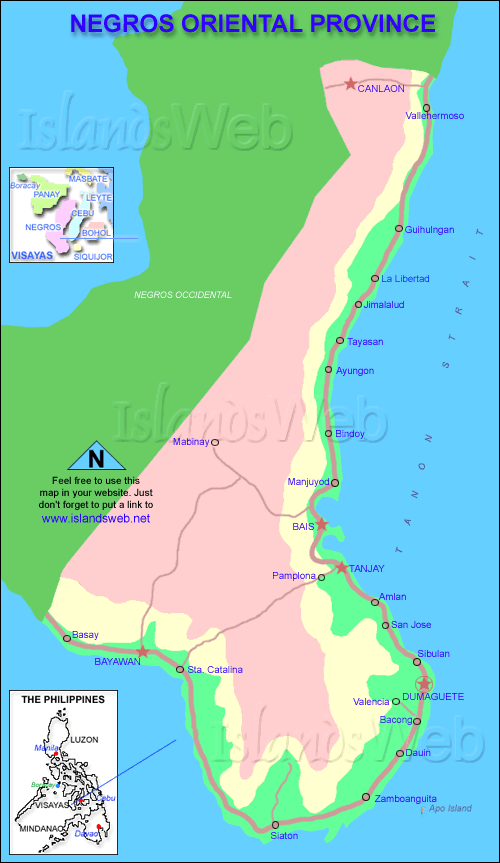 NEGROS ORIENTAL PROVINCE
IslandsWeb
CANLAON
Vallehermoso
Boracay
MASBATE
PANAY
LEYTE
CEBU
NEGROS
BOHOL
VISAYAS
SIQUIJOR
Guihulngan
La Libertad
NEGROS OCCIDENTAL
Jimalalud
Tayasan
Ayungon
TANON STRAIT
IslandsWeb
Bindoy
Mabinay
N
Feel free to use this
map in your website. Just
don't forget to put a link to
www.islandsweb.net
Manjuyod
BAIS
TANJAY
Pamplona
Amlan
San Jose
Basay
BAYAWAN
Sibulan
Sta. Catalina
DUMAGUETE
Valencia
Bacong
IslandsWeb
Dauin
Zamboanguita
Apo Island
Siaton
THE PHILIPPINES
LUZON
Manila
Boracay
VISAYAS
Cebu
MINDANAO
Davao